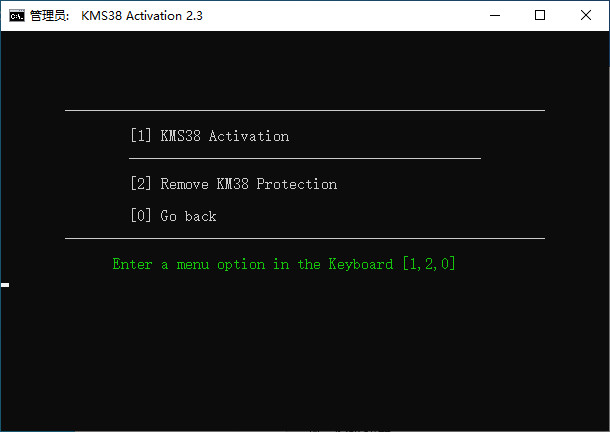 管理员: KMS38 Activation 2.3
[1] KMS38 Activation
[2] Remove KM38 Protection
[0] Go back
Enter a menu option in the Keyboard [1,2,0]